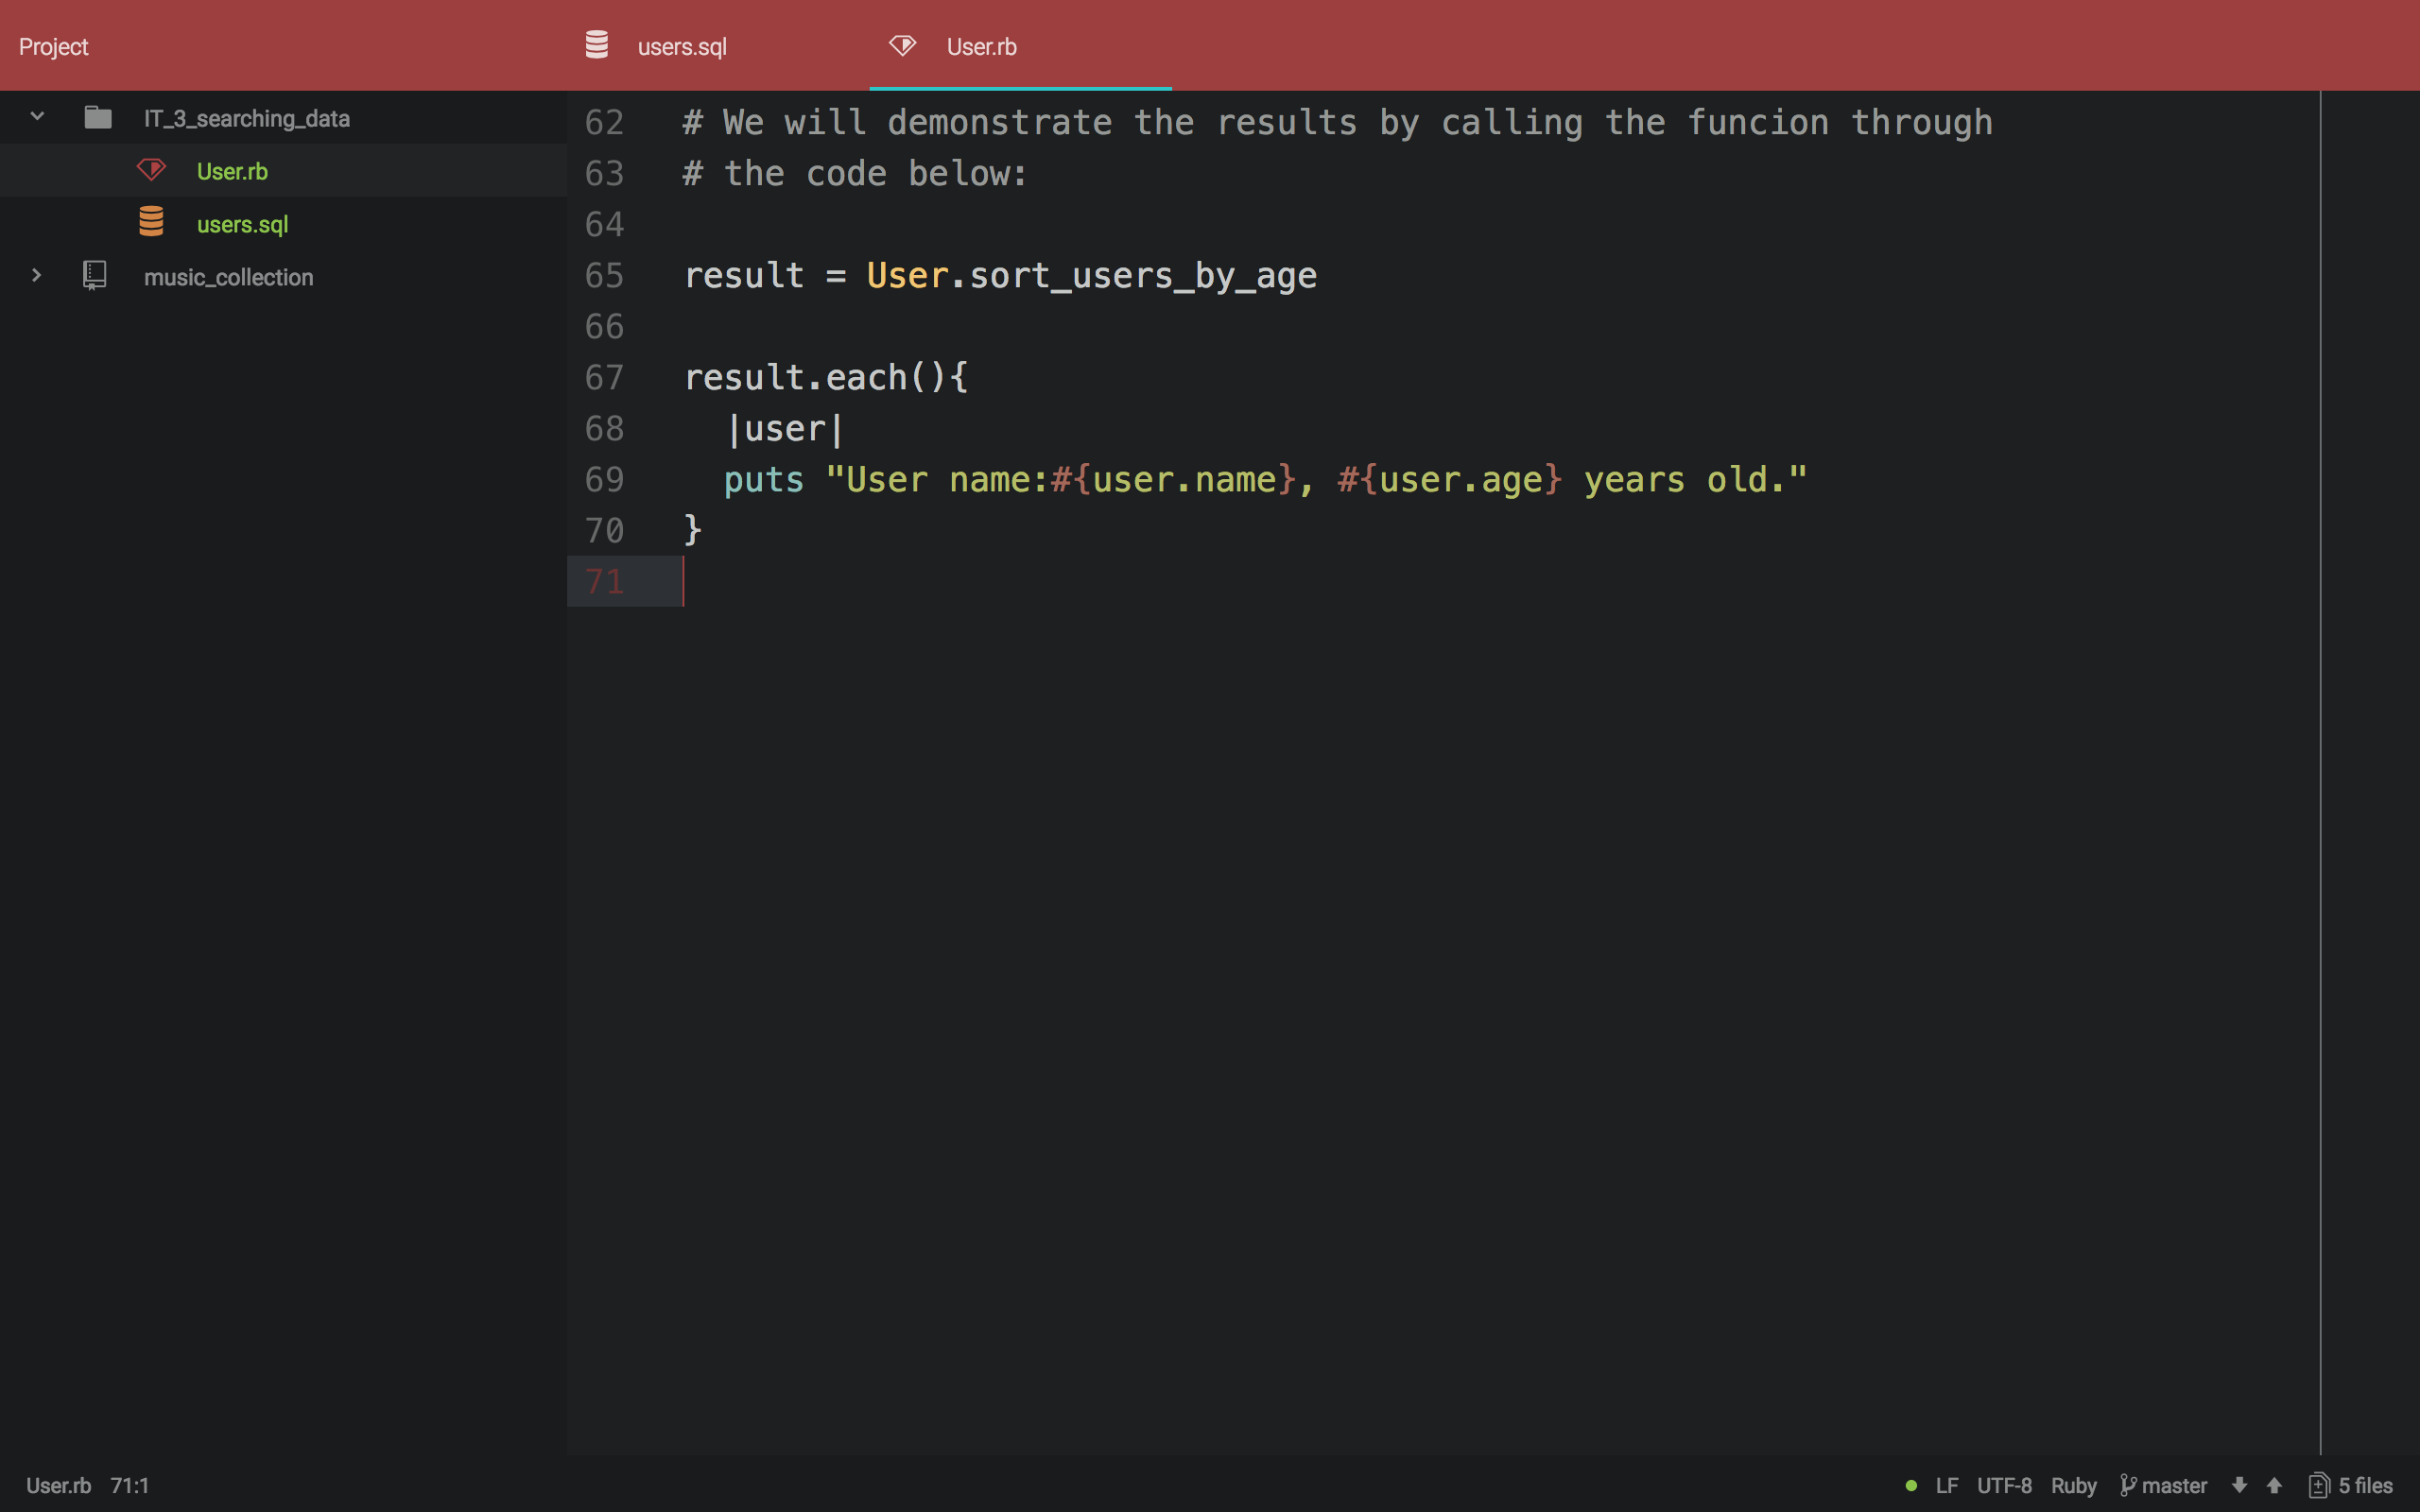 Project
users.sql
User.rb
IT_3_searching_data
User.rb
users.sql
music_collection
62 # We will demonstrate the results by calling the funcion through
63 # the code below:
64
65 result = User.sort_users_by_age
66
67 result.each(){
68   |user|
69   puts "User name:#{user.name}, #{user.age} years old."
70 }
71
User.rb 71:1
LF UTF-8 Ruby master 5 files